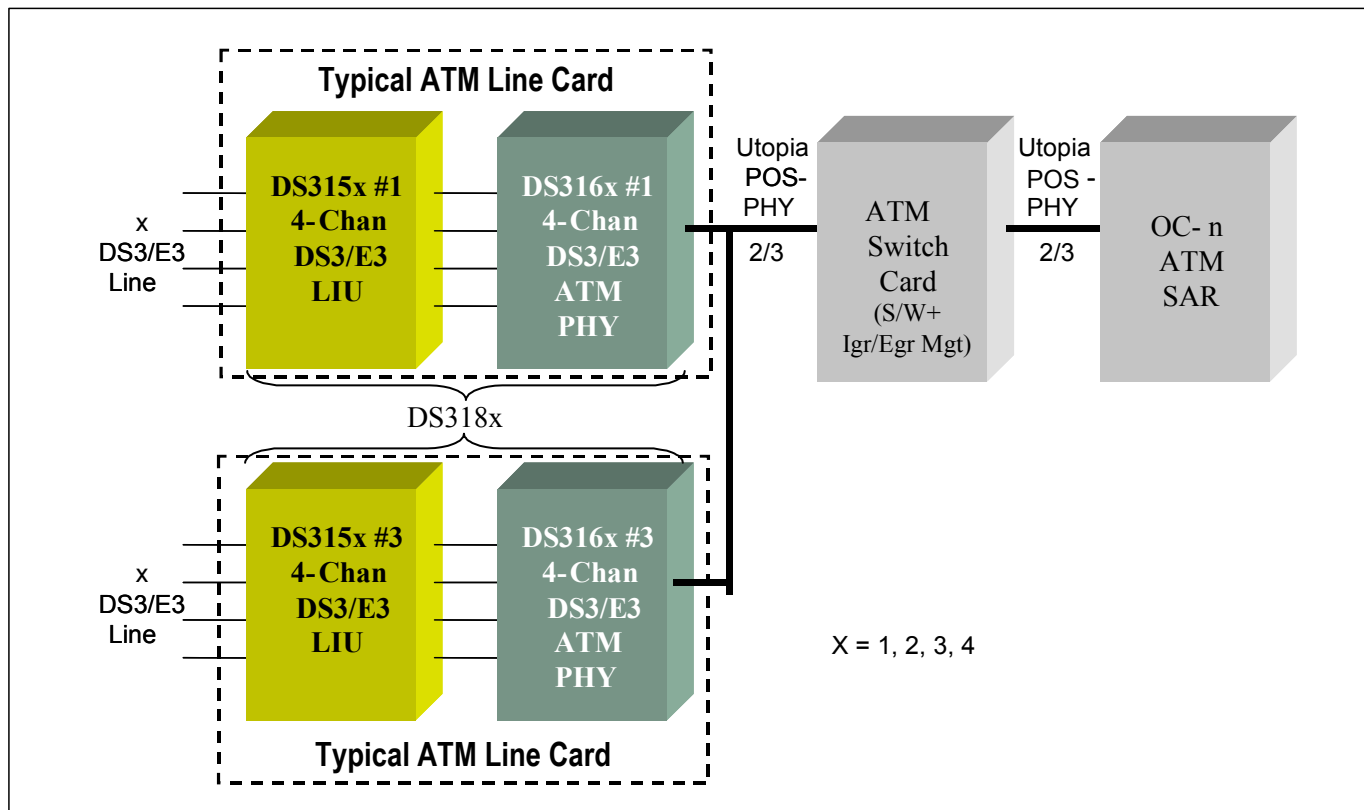 Typical ATM Line Card
x
DS3/E3
Line
DS315x #1
4-Chan
DS3/E3
LIU
DS316x #1
4-Chan
DS3/E3
ATM
PHY
Utopia
POS-
PHY
2/3
ATM
Switch
Card
(S/W+
Igr/Egr Mgt)
Utopia
POS -
PHY
2/3
OC- n
ATM
SAR
DS318x
x
DS3/E3
Line
DS315x #3
4-Chan
DS3/E3
LIU
DS316x #3
4-Chan
DS3/E3
ATM
PHY
X = 1, 2, 3, 4
Typical ATM Line Card